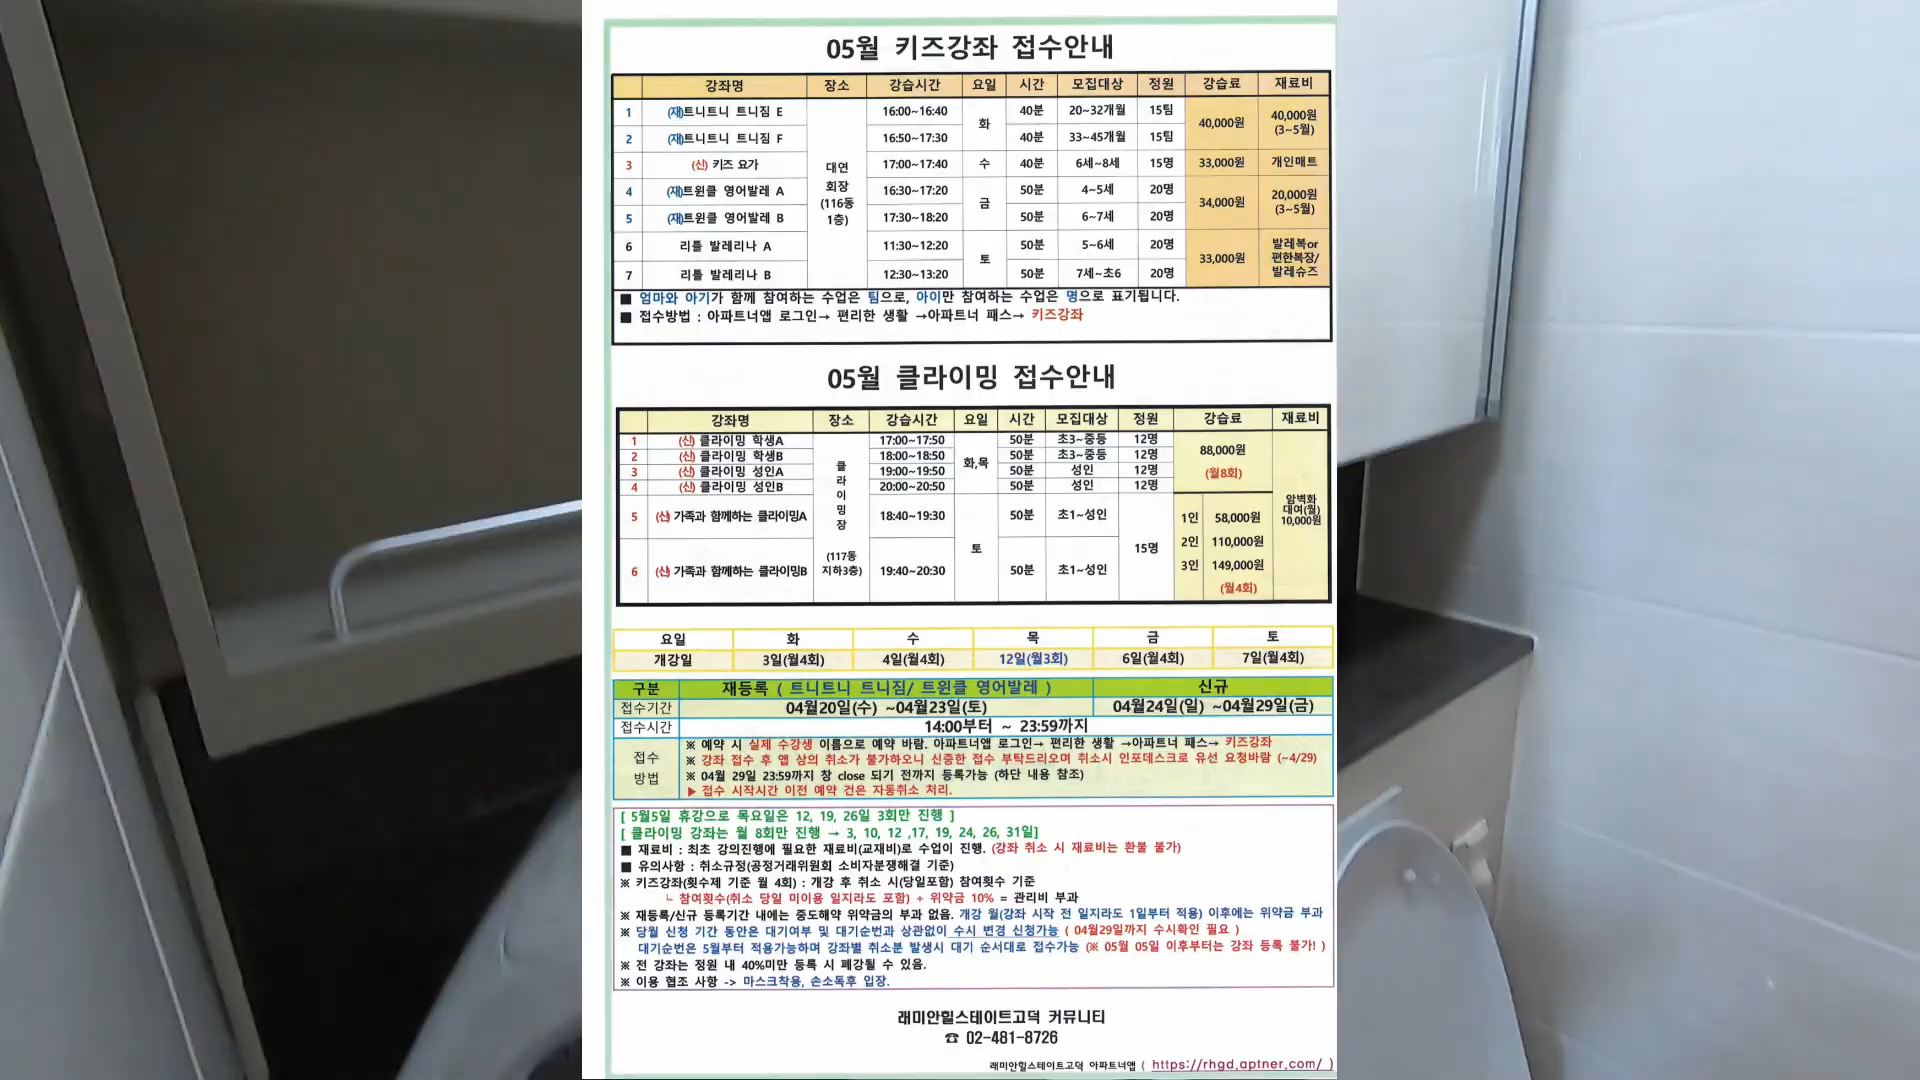 05월 키즈강좌 접수안내
강좌명 장소 강습시간 요일 시간 모집대상 정원 강습료 재료비
1 (재)트니트니 트니짐 E 대연회장(116동 1층) 16:00~16:40 화 40분 20~32개월 15팀 40,000원 40,000원(3~5월)
2 (재)트니트니 트니짐 F 16:50~17:30 40분 33~45개월 15팀
3 (신) 키즈 요가 17:00~17:40 수 40분 6세~8세 15명 33,000원 개인매트
4 (재)트윈클 영어발레 A 16:30~17:20 금 50분 4~5세 20명 34,000원 20,000원(3~5월)
5 (재)트윈클 영어발레 B 17:30~18:20 50분 6~7세 20명
6 리틀 발레리나 A 11:30~12:20 토 50분 5~6세 20명 33,000원 발레복or편한복장/발레슈즈
7 리틀 발레리나 B 12:30~13:20 50분 7세~초6 20명
■ 엄마와 아기가 함께 참여하는 수업은 팀으로, 아이만 참여하는 수업은 명으로 표기됩니다.
■ 접수방법 : 아파트너앱 로그인→ 편리한 생활 →아파트너 패스→ 키즈강좌
05월 클라이밍 접수안내
강좌명 장소 강습시간 요일 시간 모집대상 정원 강습료 재료비
1 (신) 클라이밍 학생A 클라이밍장 (117동 지하3층) 17:00~17:50 화,목 50분 초3~중등 12명 88,000원 (월8회) 암벽화 대여(월) 10,000원
2 (신) 클라이밍 학생B 18:00~18:50 50분 초3~중등 12명
3 (신) 클라이밍 성인A 19:00~19:50 50분 성인 12명
4 (신) 클라이밍 성인B 20:00~20:50 50분 성인 12명
5 (신) 가족과 함께하는 클라이밍A 18:40~19:30 토 50분 초1~성인 15명 1인 58,000원
2인 110,000원
6 (신) 가족과 함께하는 클라이밍B 19:40~20:30 50분 초1~성인 3인 149,000원
(월4회)
요일 화 수 목 금 토
개강일 3일(월4회) 4일(월4회) 12일(월3회) 6일(월4회) 7일(월4회)
구분 재등록 ( 트니트니 트니짐/ 트윈클 영어발레 ) 신규
접수기간 04월20일(수) ~04월23일(토) 04월24일(일) ~04월29일(금)
접수시간 14:00부터 ~ 23:59까지
접수방법
※ 예약 시 실제 수강생 이름으로 예약 바람. 아파트너앱 로그인→ 편리한 생활 →아파트너 패스→ 키즈강좌
※ 강좌 접수 후 앱 상의 취소가 불가하오니 신중한 접수 부탁드리오며 취소시 인포데스크로 유선 요청바람 (~4/29)
※ 04월 29일 23:59까지 창 close 되기 전까지 등록가능 (하단 내용 참조)
▶ 접수 시작시간 이전 예약 건은 자동취소 처리.
[ 5월5일 휴강으로 목요일은 12, 19, 26일 3회만 진행 ]
[ 클라이밍 강좌는 월 8회만 진행 → 3, 10, 12 ,17, 19, 24, 26, 31일]
■ 재료비 : 최초 강의진행에 필요한 재료비(교재비)로 수업이 진행. (강좌 취소 시 재료비는 환불 불가)
■ 유의사항 : 취소규정(공정거래위원회 소비자분쟁해결 기준)
※ 키즈강좌(횟수제 기준 월 4회) : 개강 후 취소 시(당일포함) 참여횟수 기준
ㄴ 참여횟수(취소 당일 미이용 일지라도 포함) + 위약금 10% = 관리비 부과
※ 재등록/신규 등록기간 내에는 중도해약 위약금의 부과 없음. 개강 월(강좌 시작 전 일지라도 1일부터 적용) 이후에는 위약금 부과
※ 당월 신청 기간 동안은 대기여부 및 대기순번과 상관없이 수시 변경 신청가능 ( 04월29일까지 수시확인 필요 )
대기순번은 5월부터 적용가능하며 강좌별 취소분 발생시 대기 순서대로 접수가능 (※ 05월 05일 이후부터는 강좌 등록 불가! )
※ 전 강좌는 정원 내 40%미만 등록 시 폐강될 수 있음.
※ 이용 협조 사항 -> 마스크착용, 손소독후 입장.
래미안힐스테이트고덕 커뮤니티
☎ 02-481-8726
래미안힐스테이트고덕 아파트너앱 ( https://rhgd.aptner.com/ )